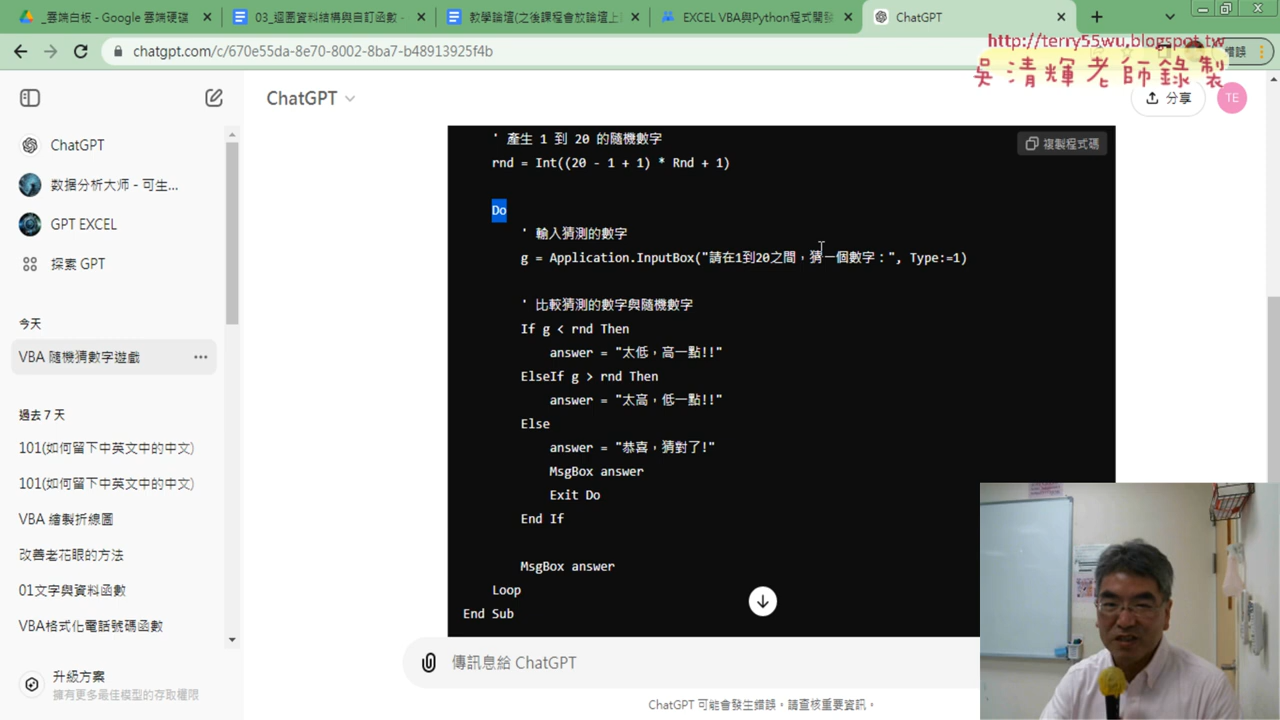 _雲端白板 - Google 雲端硬碟
03_迴圈資料結構與自訂函數 -
教學論壇(之後課程會放論壇上
EXCEL VBA與Python程式開發
ChatGPT
chatgpt.com/c/670e55da-8e70-8002-8ba7-b48913925f4b
http://terry55wu.blogspot.tw
吳清輝老師錄製
ChatGPT
分享
TE
ChatGPT
数据分析大师 - 可生...
GPT EXCEL
探索 GPT
今天
VBA 隨機猜數字遊戲
過去 7 天
101(如何留下中英文中的中文)
101(如何留下中英文中的中文)
VBA 繪製折線圖
改善老花眼的方法
01文字與資料函數
VBA格式化電話號碼函數
升級方案
擁有更多最佳模型的存取權限
複製程式碼
' 產生 1 到 20 的隨機數字
rnd = Int((20 - 1 + 1) * Rnd + 1)
Do
' 輸入猜測的數字
g = Application.InputBox("請在1到20之間，猜一個數字：", Type:=1)
' 比較猜測的數字與隨機數字
If g < rnd Then
answer = "太低，高一點!!"
ElseIf g > rnd Then
answer = "太高，低一點!!"
Else
answer = "恭喜，猜對了!"
MsgBox answer
Exit Do
End If
MsgBox answer
Loop
End Sub
傳訊息給 ChatGPT
ChatGPT 可能會發生錯誤。請查核重要資訊。